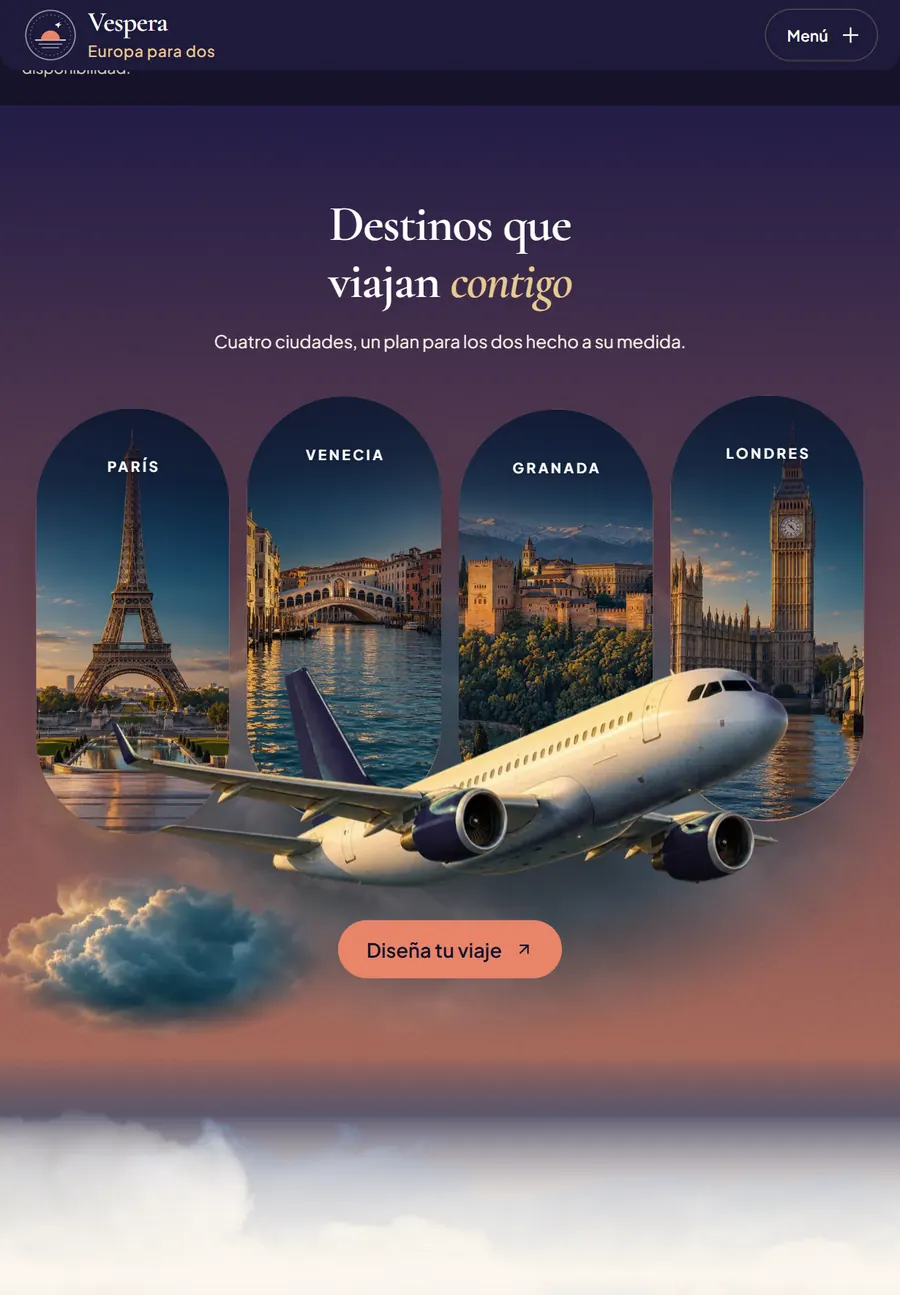 Vespera
Europa para dos
Menú
disponibilidad.
Destinos que
viajan contigo
Cuatro ciudades, un plan para los dos hecho a su medida.
PARÍS
VENECIA
GRANADA
LONDRES
Diseña tu viaje